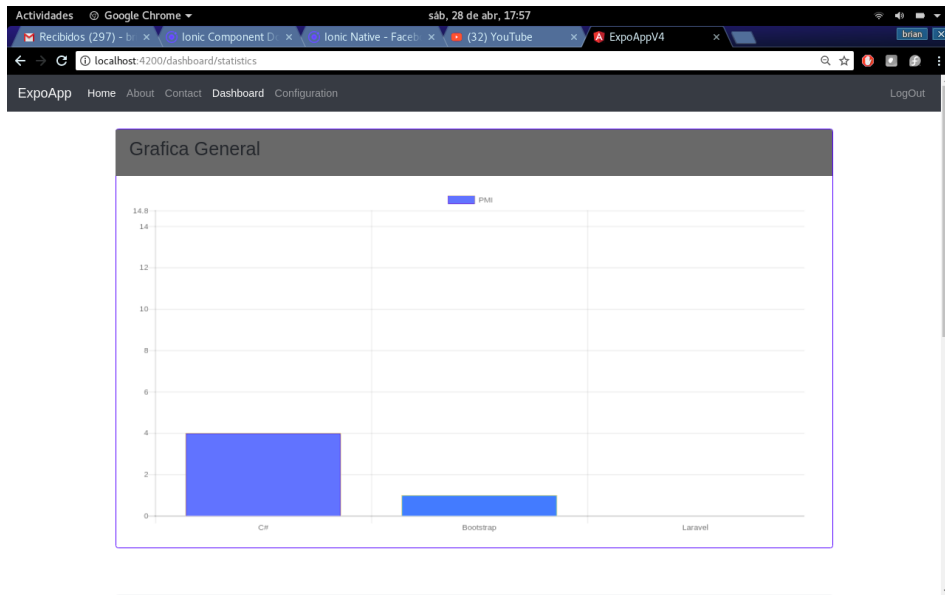 Actividades Google Chrome sáb, 28 de abr, 17:57
Recibidos (297) - br Ionic Component Do Ionic Native - Faceb (32) YouTube ExpoAppV4 brian
localhost:4200/dashboard/statistics
ExpoApp Home About Contact Dashboard Configuration LogOut
Grafica General
PMI
14.8
14
12
10
8
6
4
2
0
C# Bootstrap Laravel